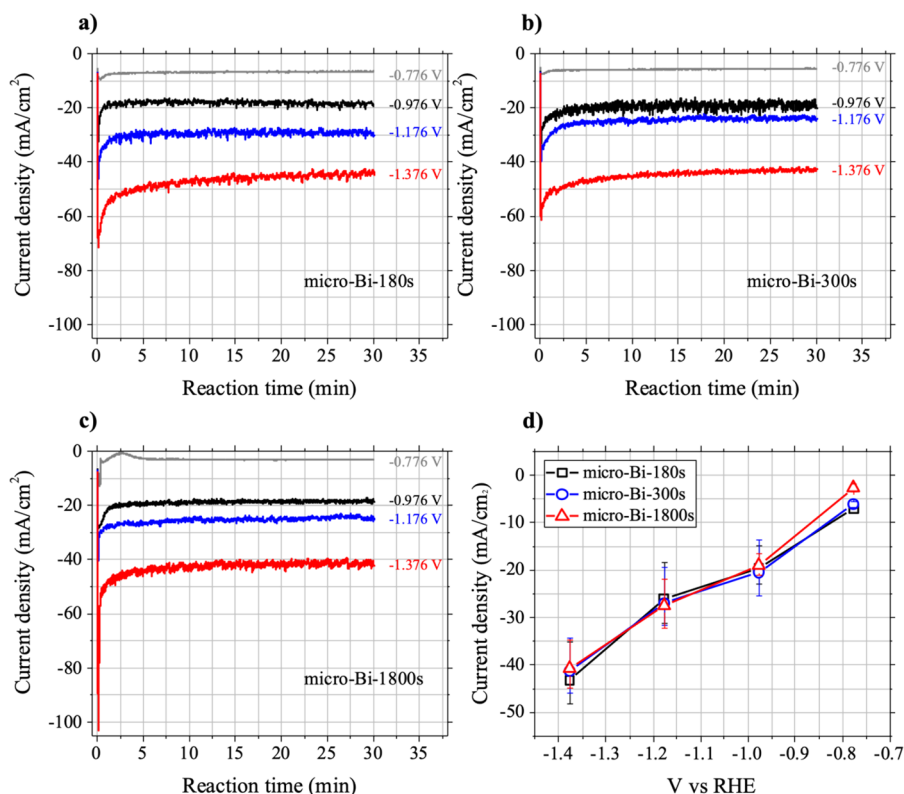 a)
0
-20
-40
-60
-80
-100
Current density (mA/cm²)
-0.776 V
-0.976 V
-1.176 V
-1.376 V
micro-Bi-180s
0 5 10 15 20 25 30 35
Reaction time (min)
b)
0
-20
-40
-60
-80
-100
Current density (mA/cm²)
-0.776 V
-0.976 V
-1.176 V
-1.376 V
micro-Bi-300s
0 5 10 15 20 25 30 35
Reaction time (min)
c)
0
-20
-40
-60
-80
-100
Current density (mA/cm²)
-0.776 V
-0.976 V
-1.176 V
-1.376 V
micro-Bi-1800s
0 5 10 15 20 25 30 35
Reaction time (min)
d)
0
-10
-20
-30
-40
-50
Current density (mA/cm₂)
micro-Bi-180s
micro-Bi-300s
micro-Bi-1800s
-1.4 -1.3 -1.2 -1.1 -1.0 -0.9 -0.8 -0.7
V vs RHE